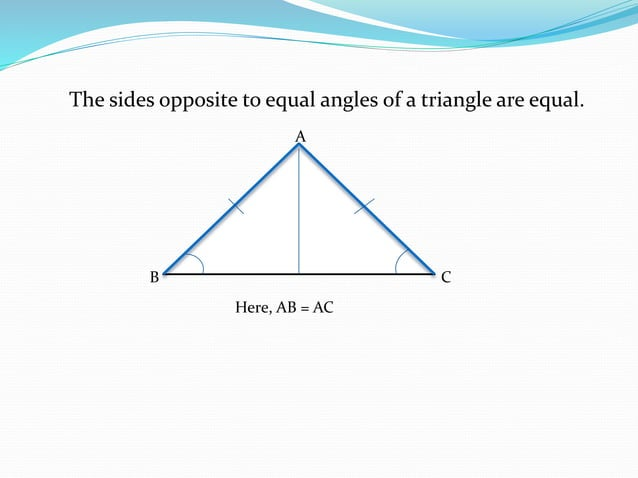 The sides opposite to equal angles of a triangle are equal.
A
B
C
Here, AB = AC